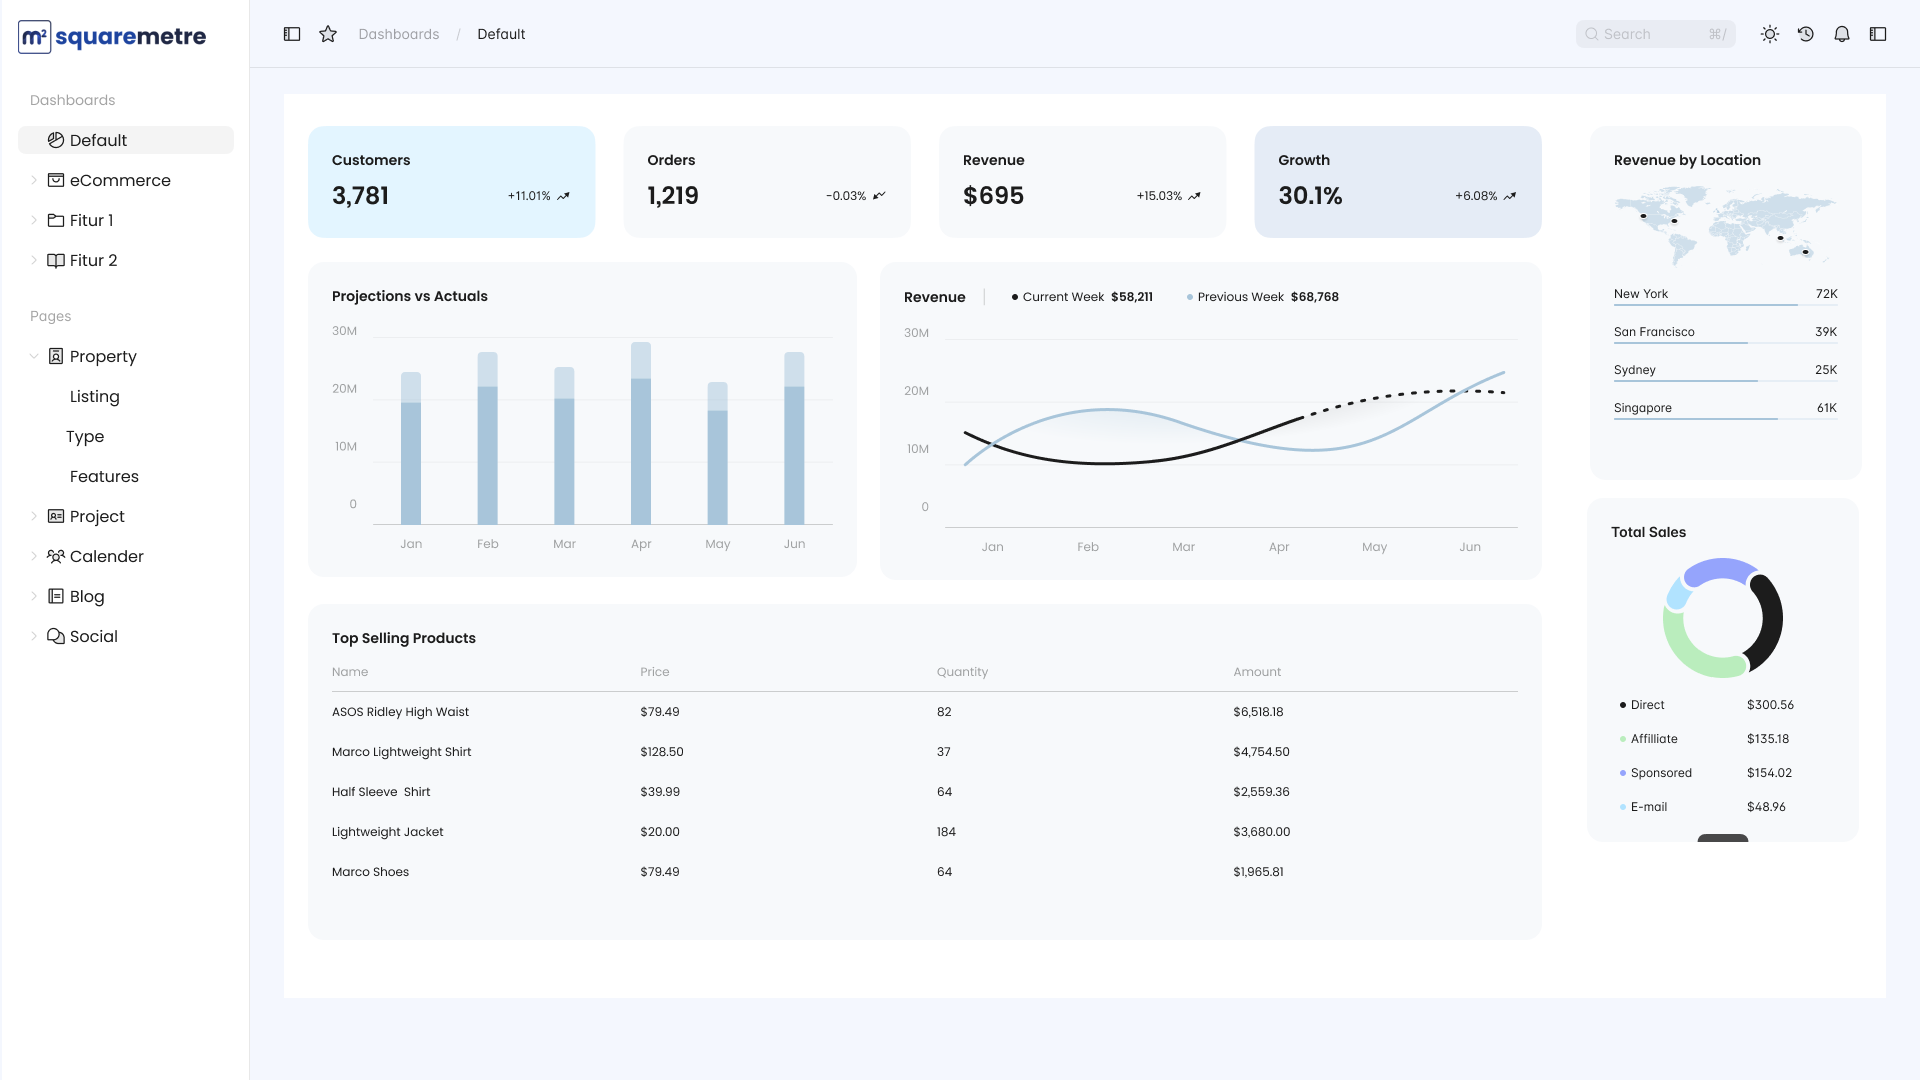 m² squaremetre
Dashboards / Default
Search ⌘/
Dashboards
Default
eCommerce
Fitur 1
Fitur 2
Pages
Property
Listing
Type
Features
Project
Calender
Blog
Social
Customers
3,781 +11.01%
Orders
1,219 -0.03%
Revenue
$695 +15.03%
Growth
30.1% +6.08%
Projections vs Actuals
30M
20M
10M
0
Jan Feb Mar Apr May Jun
Revenue Current Week $58,211 Previous Week $68,768
30M
20M
10M
0
Jan Feb Mar Apr May Jun
Revenue by Location
New York 72K
San Francisco 39K
Sydney 25K
Singapore 61K
Top Selling Products
Name Price Quantity Amount
ASOS Ridley High Waist $79.49 82 $6,518.18
Marco Lightweight Shirt $128.50 37 $4,754.50
Half Sleeve  Shirt $39.99 64 $2,559.36
Lightweight Jacket $20.00 184 $3,680.00
Marco Shoes $79.49 64 $1,965.81
Total Sales
Direct $300.56
Affilliate $135.18
Sponsored $154.02
E-mail $48.96